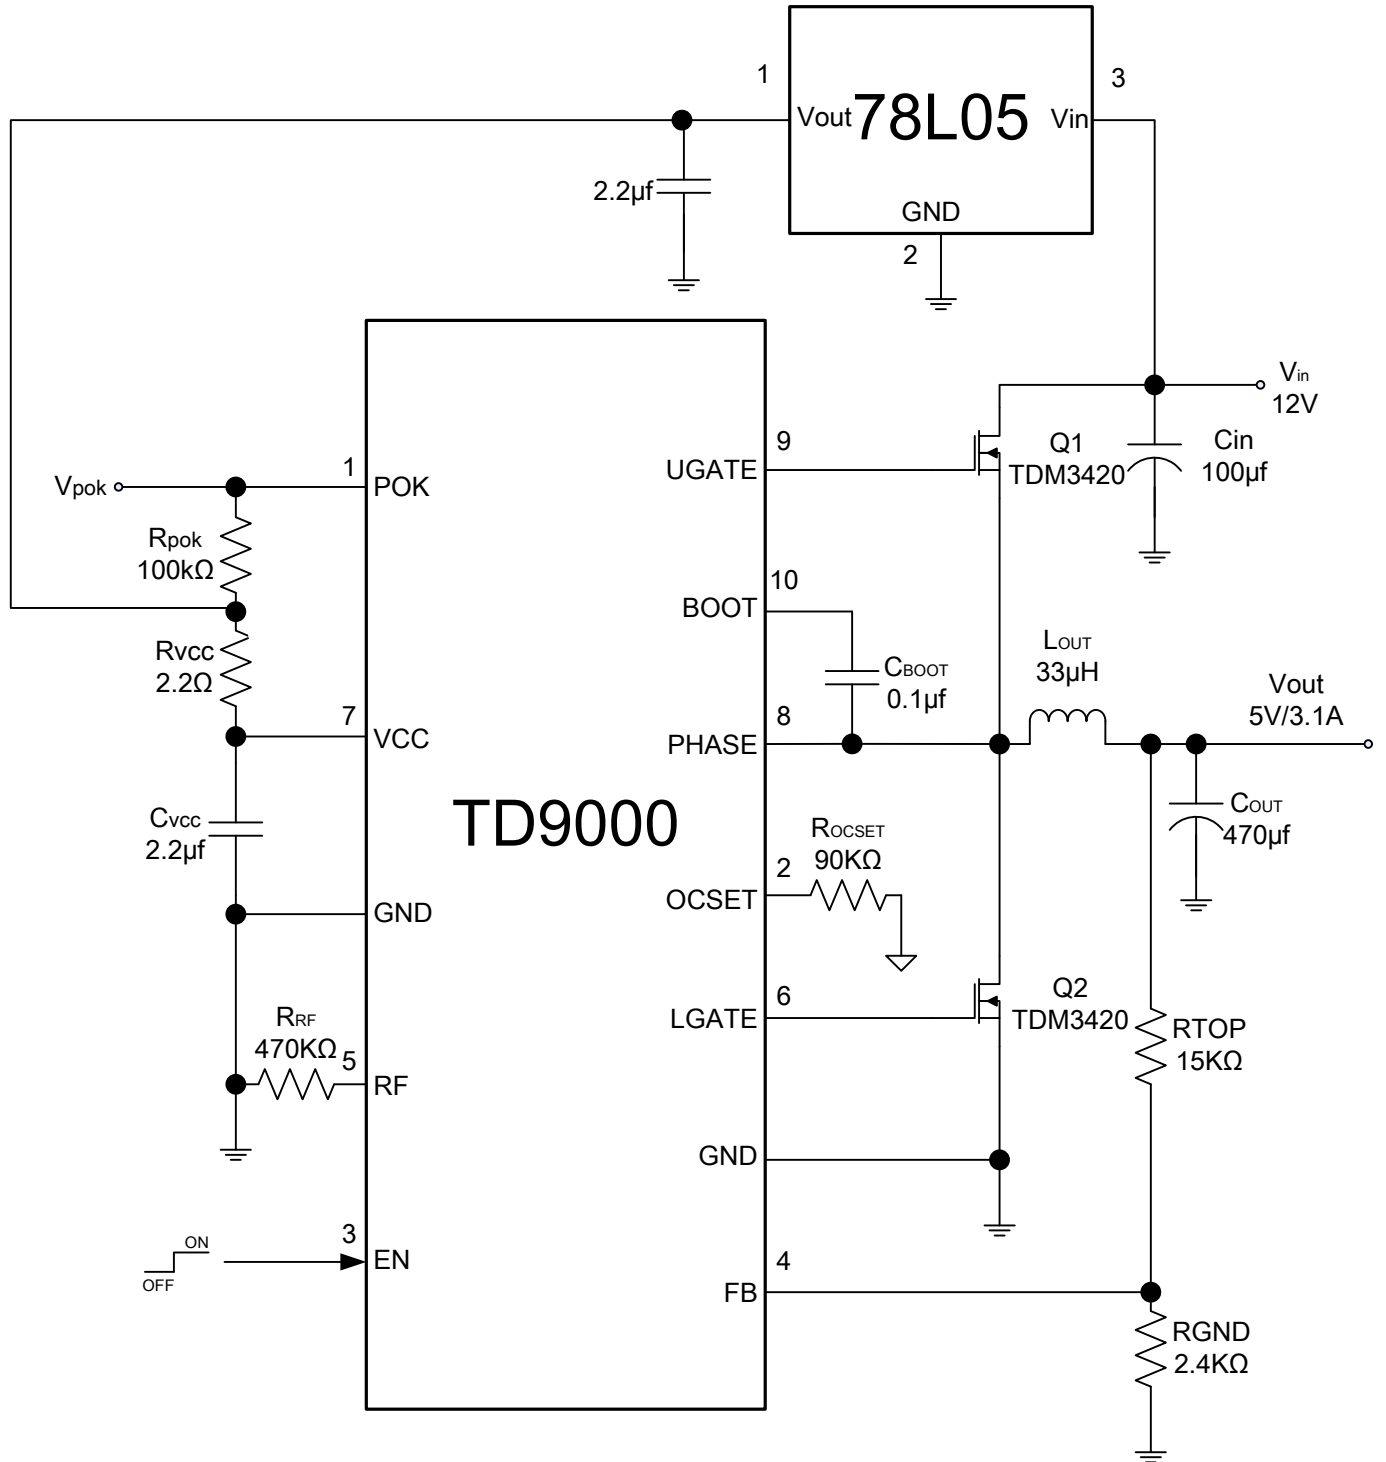 1
3
Vout
78L05
Vin
2.2µf
GND
2
Vin
12V
Cin
100µf
9
Q1
TDM3420
UGATE
1
Vpok
POK
Rpok
100kΩ
10
BOOT
Rvcc
2.2Ω
CBOOT
0.1µf
LOUT
33µH
Vout
5V/3.1A
7
VCC
8
PHASE
TD9000
Cvcc
2.2µf
COUT
470µf
ROCSET
90KΩ
2
OCSET
GND
6
LGATE
Q2
TDM3420
RTOP
15KΩ
RRF
470KΩ
5
RF
GND
3
EN
ON
OFF
4
FB
RGND
2.4KΩ